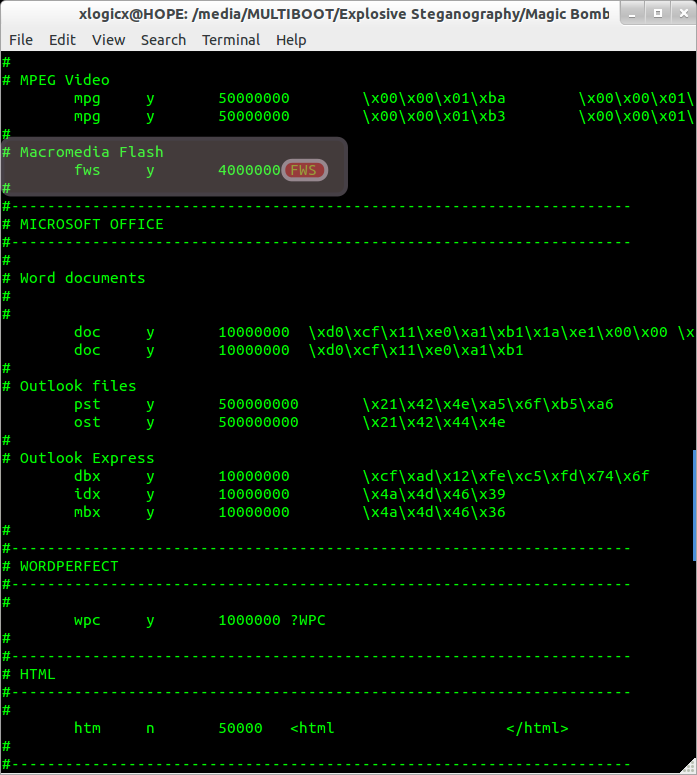 xlogicx@HOPE: /media/MULTIBOOT/Explosive Steganography/Magic Bomb
File Edit View Search Terminal Help
#
# MPEG Video
mpg y 50000000 \x00\x00\x01\xba \x00\x00\x01\
mpg y 50000000 \x00\x00\x01\xb3 \x00\x00\x01\
#
# Macromedia Flash
fws y 4000000 FWS
#
#---------------------------------------------------------------------
# MICROSOFT OFFICE
#---------------------------------------------------------------------
#
# Word documents
#
#
doc y 10000000 \xd0\xcf\x11\xe0\xa1\xb1\x1a\xe1\x00\x00 \x
doc y 10000000 \xd0\xcf\x11\xe0\xa1\xb1
#
# Outlook files
pst y 500000000 \x21\x42\x4e\xa5\x6f\xb5\xa6
ost y 500000000 \x21\x42\x44\x4e
#
# Outlook Express
dbx y 10000000 \xcf\xad\x12\xfe\xc5\xfd\x74\x6f
idx y 10000000 \x4a\x4d\x46\x39
mbx y 10000000 \x4a\x4d\x46\x36
#
#---------------------------------------------------------------------
# WORDPERFECT
#---------------------------------------------------------------------
#
wpc y 1000000 ?WPC
#
#---------------------------------------------------------------------
# HTML
#---------------------------------------------------------------------
#
htm n 50000 <html </html>
#
#---------------------------------------------------------------------